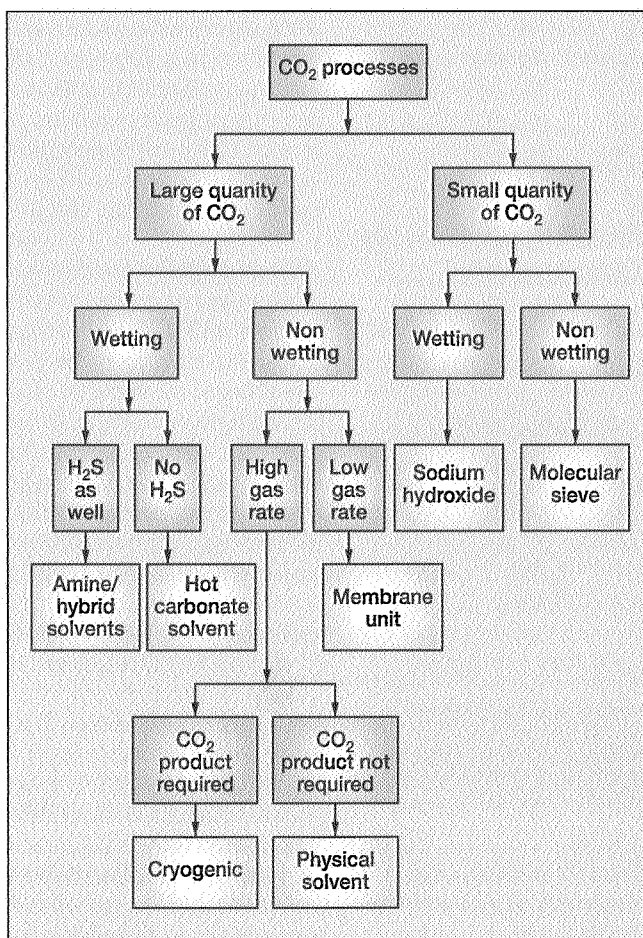 CO₂ processes
Large quanity
of CO₂
Small quanity
of CO₂
Wetting
Non
wetting
Wetting
Non
wetting
H₂S
as
well
No
H₂S
High
gas
rate
Low
gas
rate
Sodium
hydroxide
Molecular
sieve
Amine/
hybrid
solvents
Hot
carbonate
solvent
Membrane
unit
CO₂
product
required
CO₂
product not
required
Cryogenic
Physical
solvent